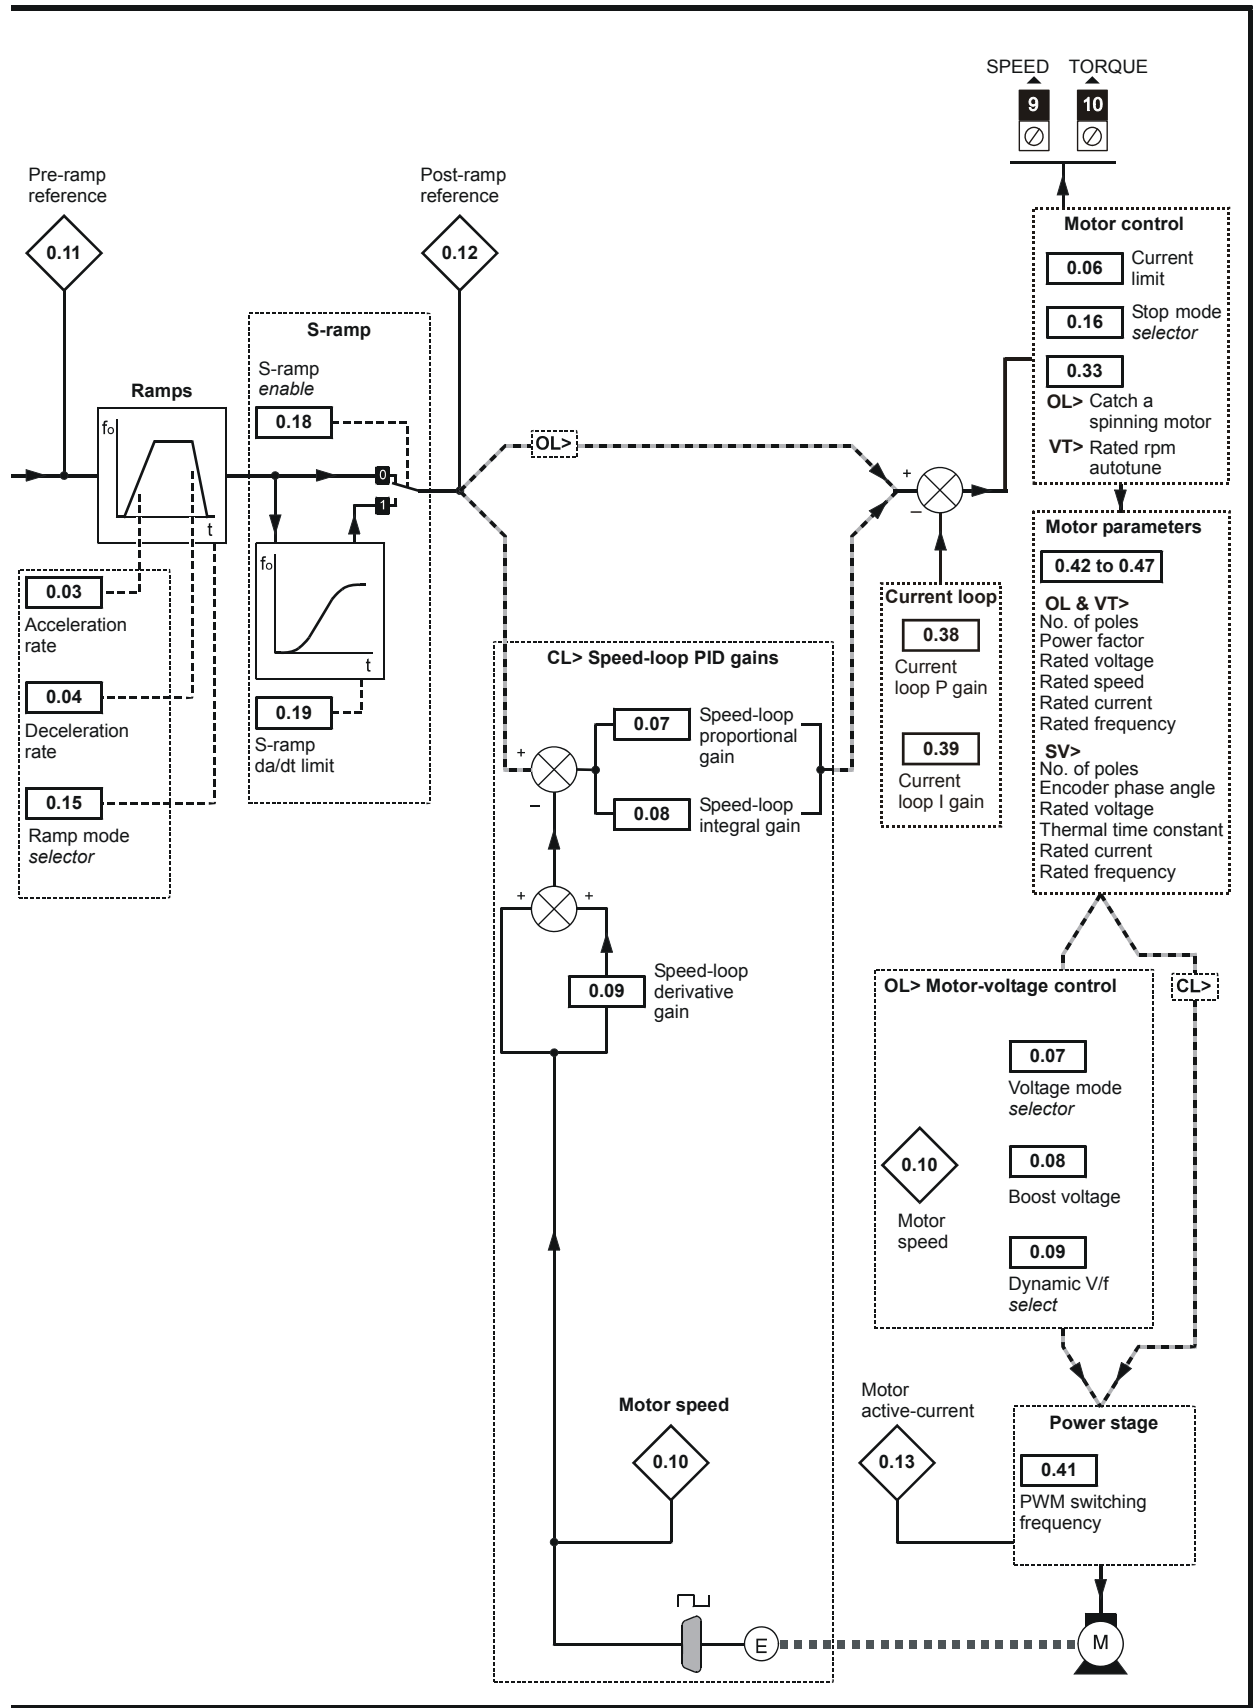 SPEED TORQUE
9 10
Pre-ramp
reference
0.11
Post-ramp
reference
0.12
Motor control
0.06
Current
limit
0.16
Stop mode
selector
0.33
OL> Catch a
spinning motor
VT> Rated rpm
autotune
S-ramp
S-ramp
enable
0.18
Ramps
fo
t
0
1
fo
t
OL>
+
–
0.03
Acceleration
rate
0.04
Deceleration
rate
0.15
Ramp mode
selector
0.19
S-ramp
da/dt limit
Motor parameters
0.42 to 0.47
OL & VT>
No. of poles
Power factor
Rated voltage
Rated speed
Rated current
Rated frequency
SV>
No. of poles
Encoder phase angle
Rated voltage
Thermal time constant
Rated current
Rated frequency
Current loop
0.38
Current
loop P gain
0.39
Current
loop I gain
CL> Speed-loop PID gains
0.07
Speed-loop
proportional
gain
+
–
0.08
Speed-loop
integral gain
+ +
0.09
Speed-loop
derivative
gain
OL> Motor-voltage control
CL>
0.07
Voltage mode
selector
0.10
Motor
speed
0.08
Boost voltage
0.09
Dynamic V/f
select
Motor speed
0.10
Motor
active-current
0.13
Power stage
0.41
PWM switching
frequency
E
M